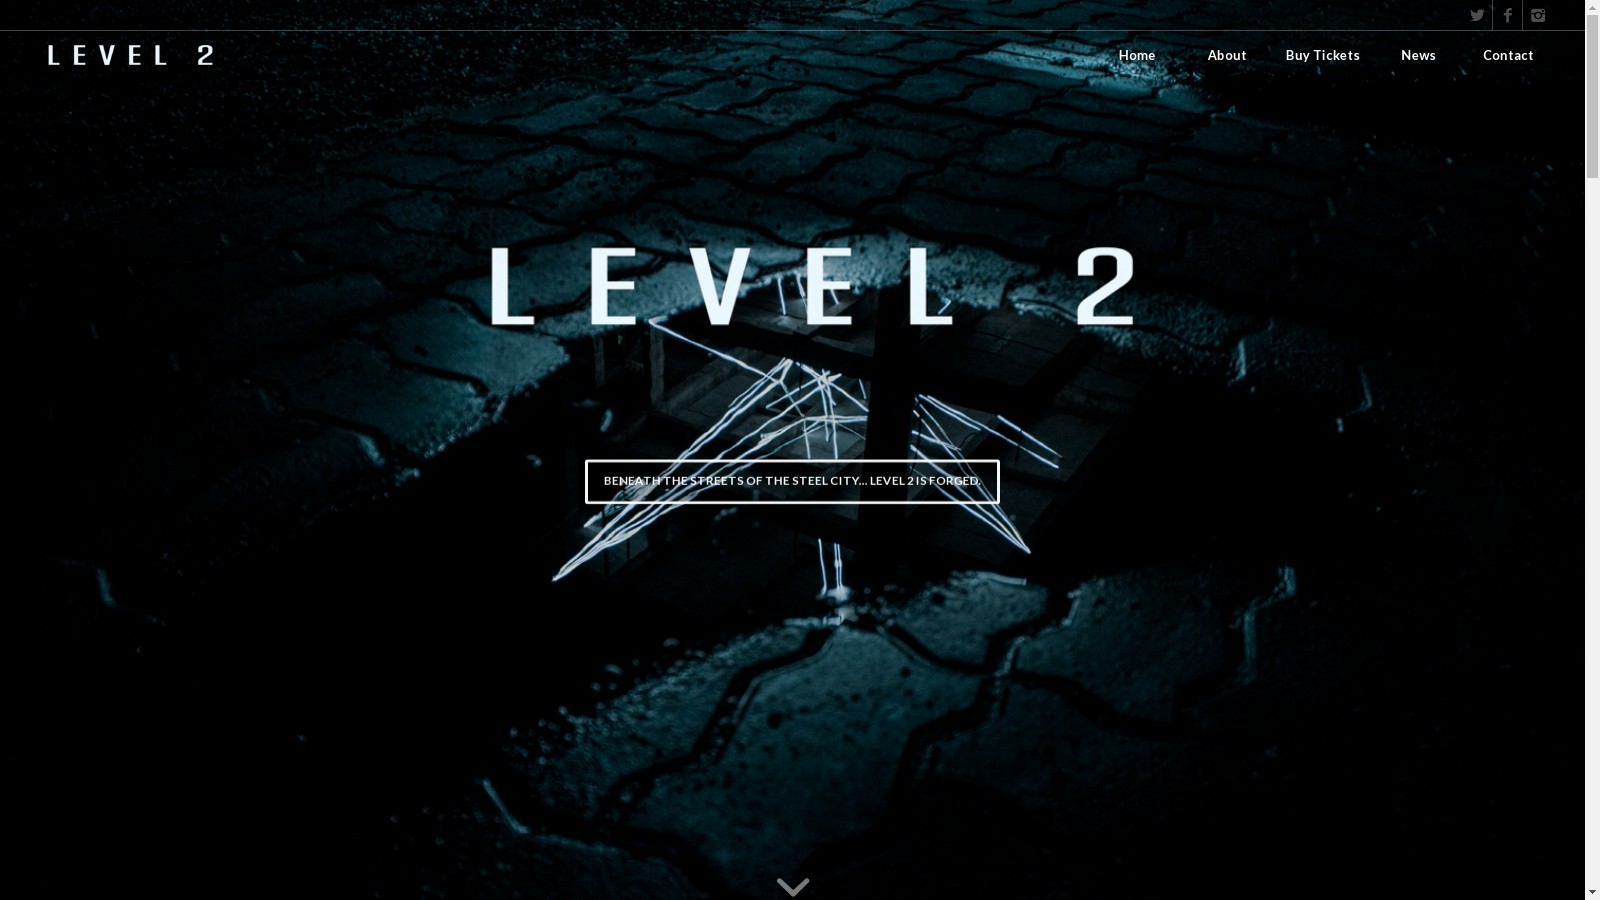 LEVEL 2
Home About Buy Tickets News Contact
LEVEL 2
BENEATH THE STREETS OF THE STEEL CITY... LEVEL 2 IS FORGED.